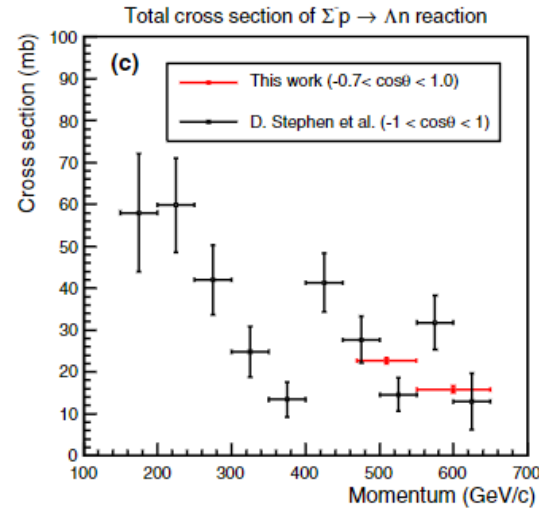 Total cross section of Σ⁻p → Λn reaction
Cross section (mb)
(c)
This work (-0.7< cosθ < 1.0)
D. Stephen et al. (-1 < cosθ < 1)
100
90
80
70
60
50
40
30
20
10
0
100 200 300 400 500 600 700
Momentum (GeV/c)